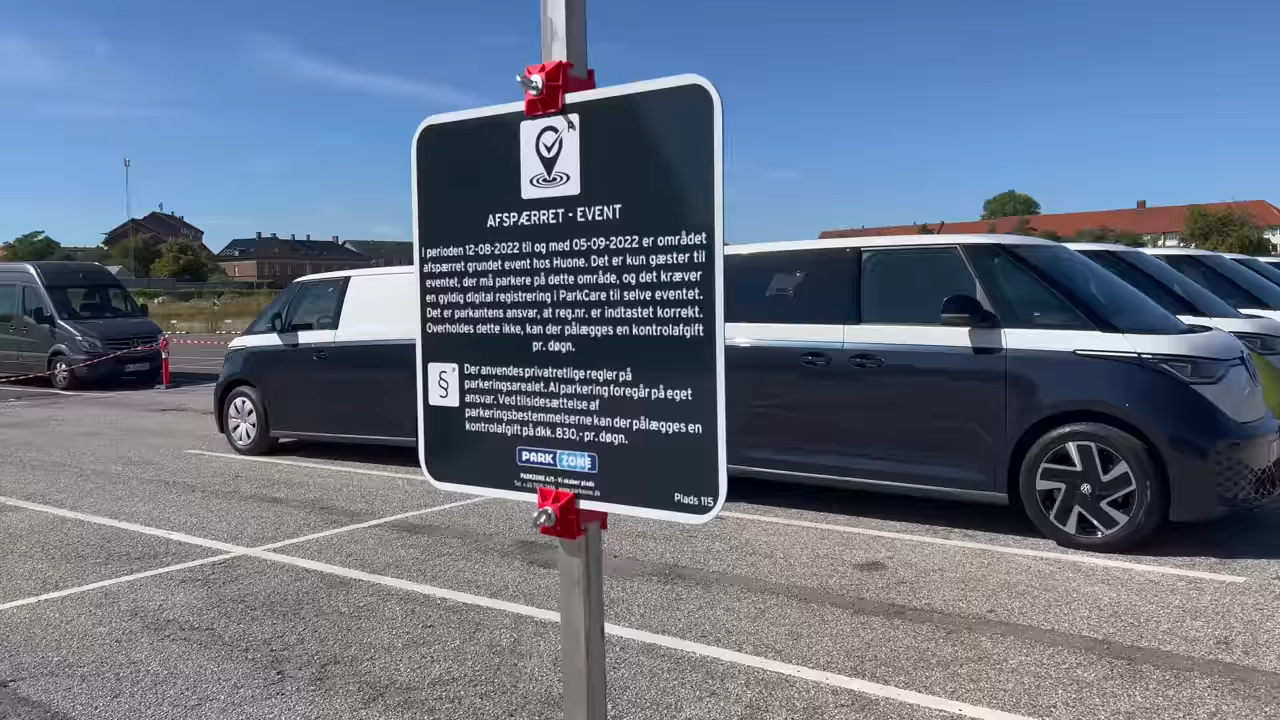 AFSPÆRRET - EVENT
I perioden 12-08-2022 til og med 05-09-2022 er området
afspærret grundet event hos Huone. Det er kun gæster til
eventet, der må parkere på dette område, og det kræver
en gyldig digital registrering i ParkCare til selve eventet.
Det er parkantens ansvar, at reg.nr. er indtastet korrekt.
Overholdes dette ikke, kan der pålægges en kontrolafgift
pr. døgn.
§ P
Der anvendes privatretlige regler på
parkeringsarealet. Al parkering foregår på eget
ansvar. Ved tilsidesættelse af
parkeringsbestemmelserne kan der pålægges en
kontrolafgift på dkk. 830,- pr. døgn.
PARK ZONE
PARKZONE A/S - Vi skaber plads
Plads 115